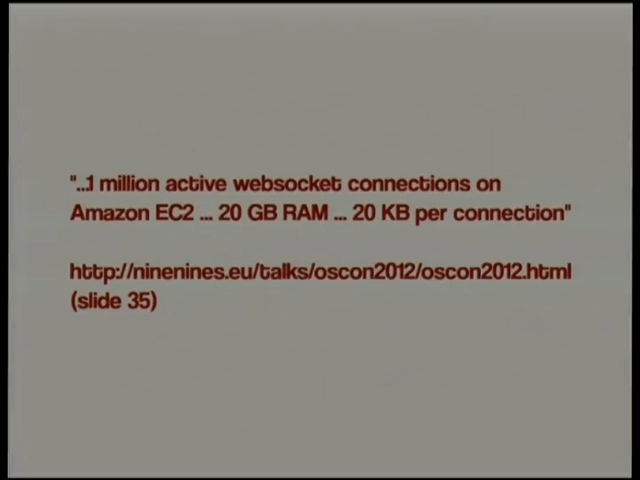 "...1 million active websocket connections on
Amazon EC2 ... 20 GB RAM ... 20 KB per connection"
http://ninenines.eu/talks/oscon2012/oscon2012.html
(slide 35)